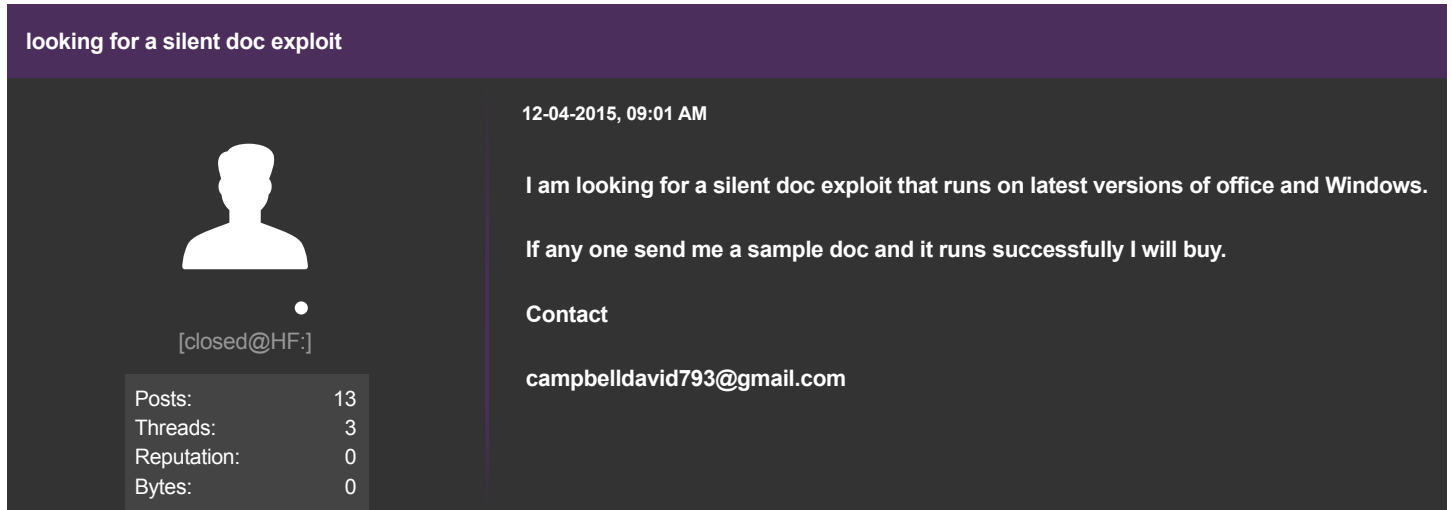 looking for a silent doc exploit
12-04-2015, 09:01 AM
I am looking for a silent doc exploit that runs on latest versions of office and Windows.
If any one send me a sample doc and it runs successfully I will buy.
Contact
campbelldavid793@gmail.com
[closed@HF:]
Posts: 13
Threads: 3
Reputation: 0
Bytes: 0